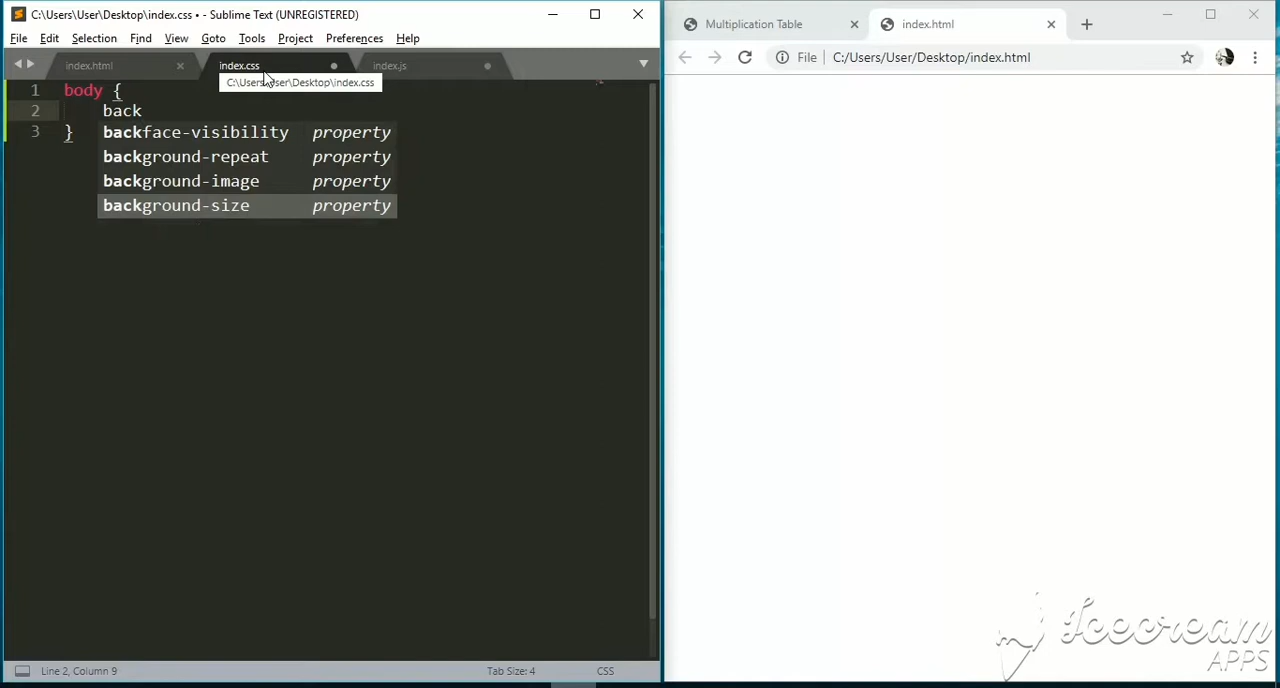 C:\Users\User\Desktop\index.css • - Sublime Text (UNREGISTERED)
File Edit Selection Find View Goto Tools Project Preferences Help
index.html index.css index.js
C:\Users\User\Desktop\index.css
1 body {
2 back
3 }
backface-visibility property
background-repeat property
background-image property
background-size property
Line 2, Column 9 Tab Size: 4 CSS
Multiplication Table index.html
File C:/Users/User/Desktop/index.html
Icecream
APPS